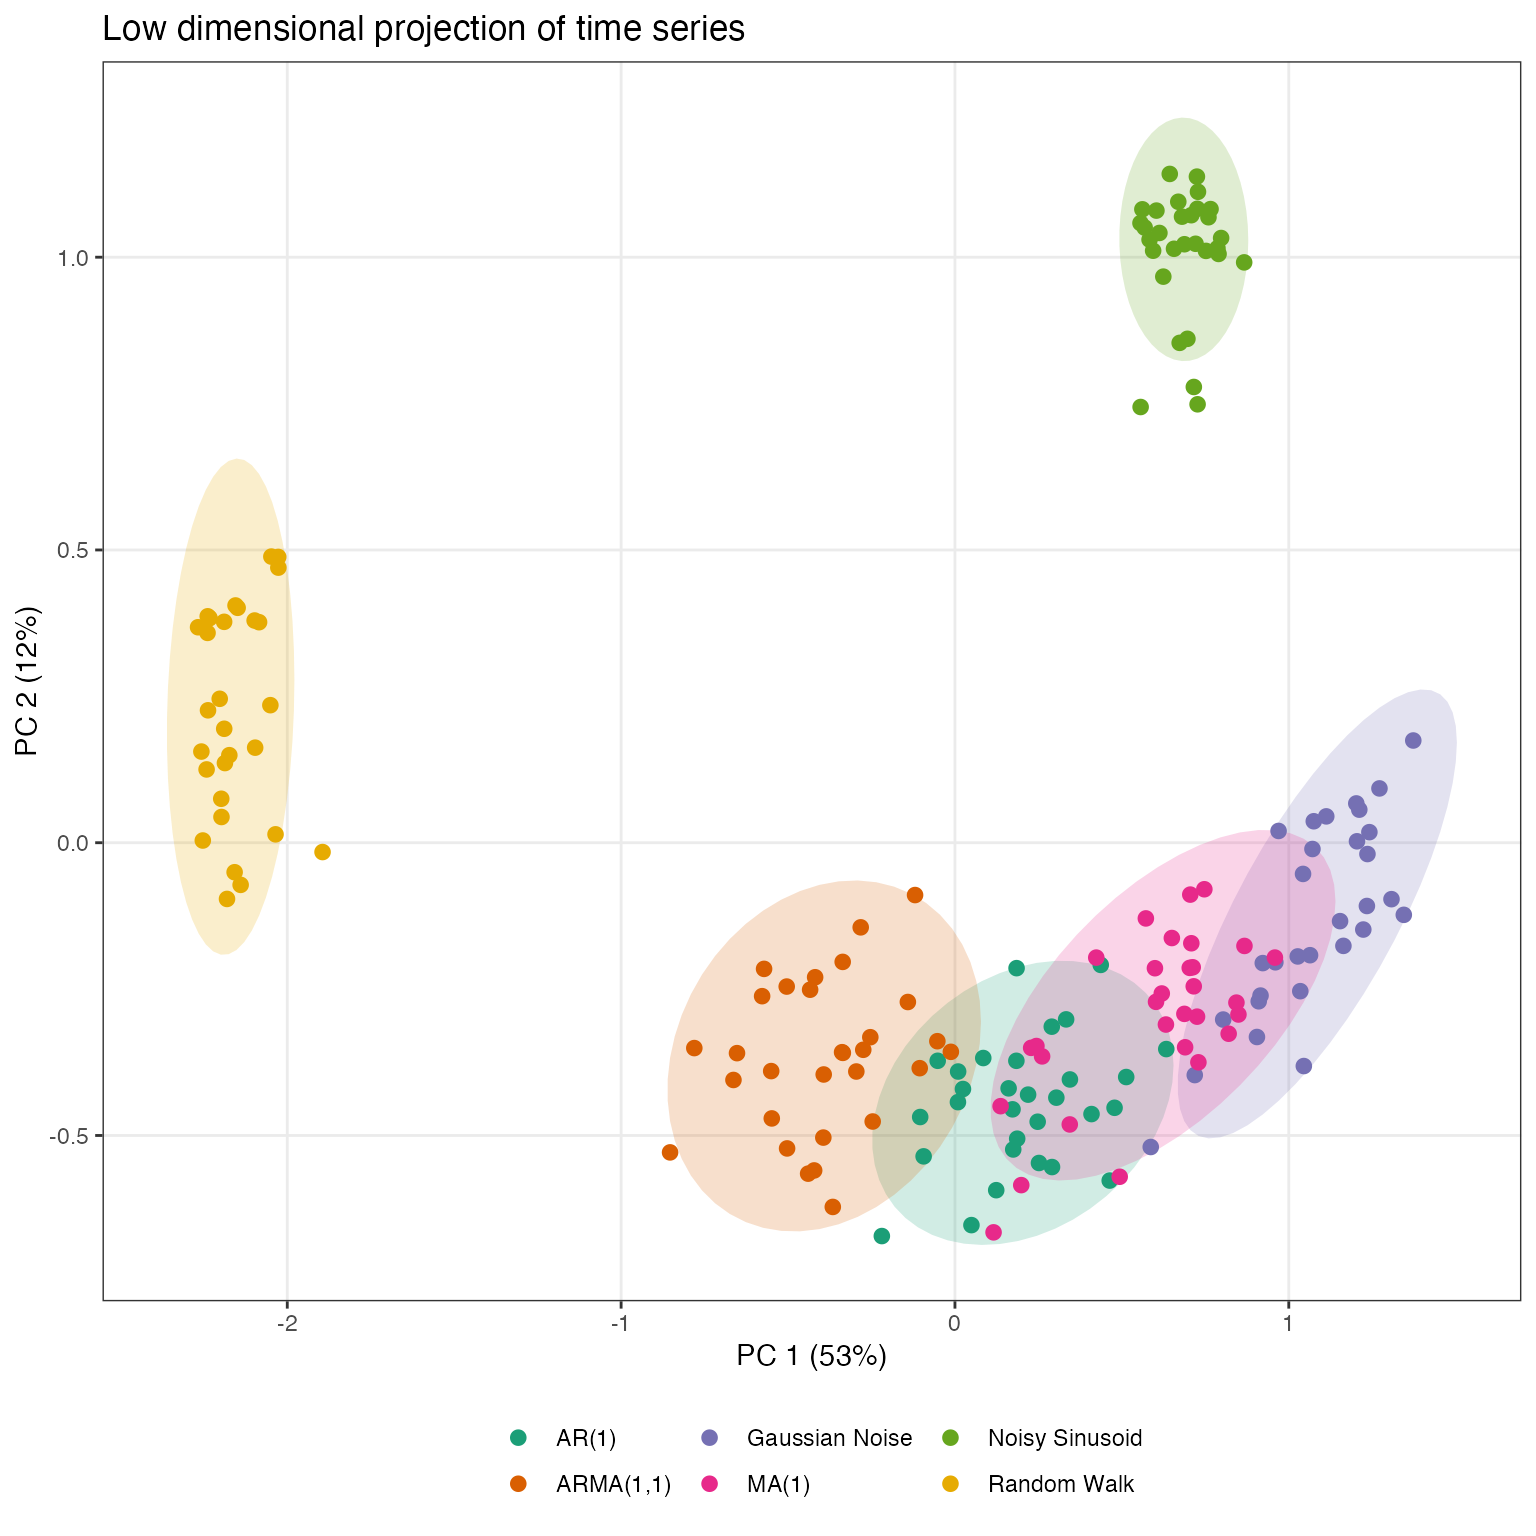 Low dimensional projection of time series
1.0
0.5
0.0
-0.5
PC 2 (12%)
-2
-1
0
1
PC 1 (53%)
AR(1)
Gaussian Noise
Noisy Sinusoid
ARMA(1,1)
MA(1)
Random Walk